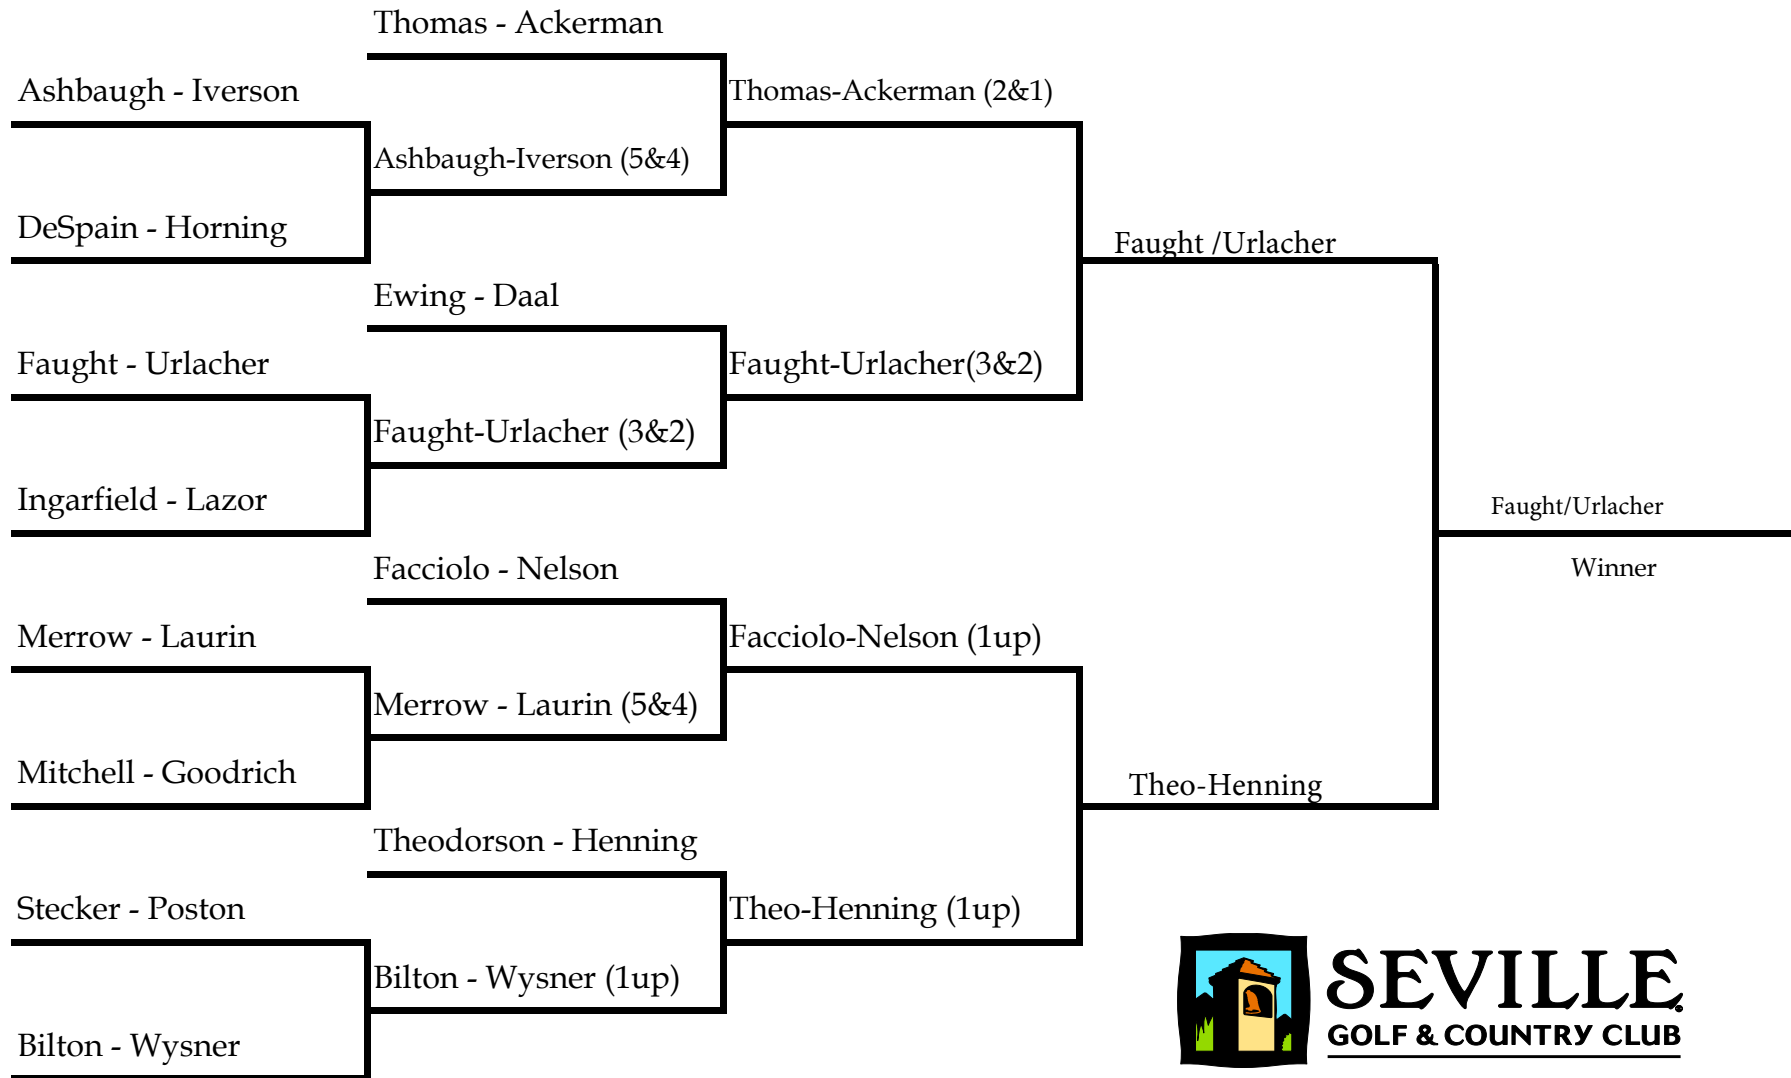 Thomas - Ackerman
Ashbaugh - Iverson
Thomas-Ackerman (2&1)
Ashbaugh-Iverson (5&4)
DeSpain - Horning
Faught /Urlacher
Ewing - Daal
Faught - Urlacher
Faught-Urlacher(3&2)
Faught-Urlacher (3&2)
Ingarfield - Lazor
Faught/Urlacher
Facciolo - Nelson
Winner
Merrow - Laurin
Facciolo-Nelson (1up)
Merrow - Laurin (5&4)
Mitchell - Goodrich
Theo-Henning
Theodorson - Henning
Stecker - Poston
Theo-Henning (1up)
Bilton - Wysner (1up)
Bilton - Wysner
SEVILLE
GOLF & COUNTRY CLUB